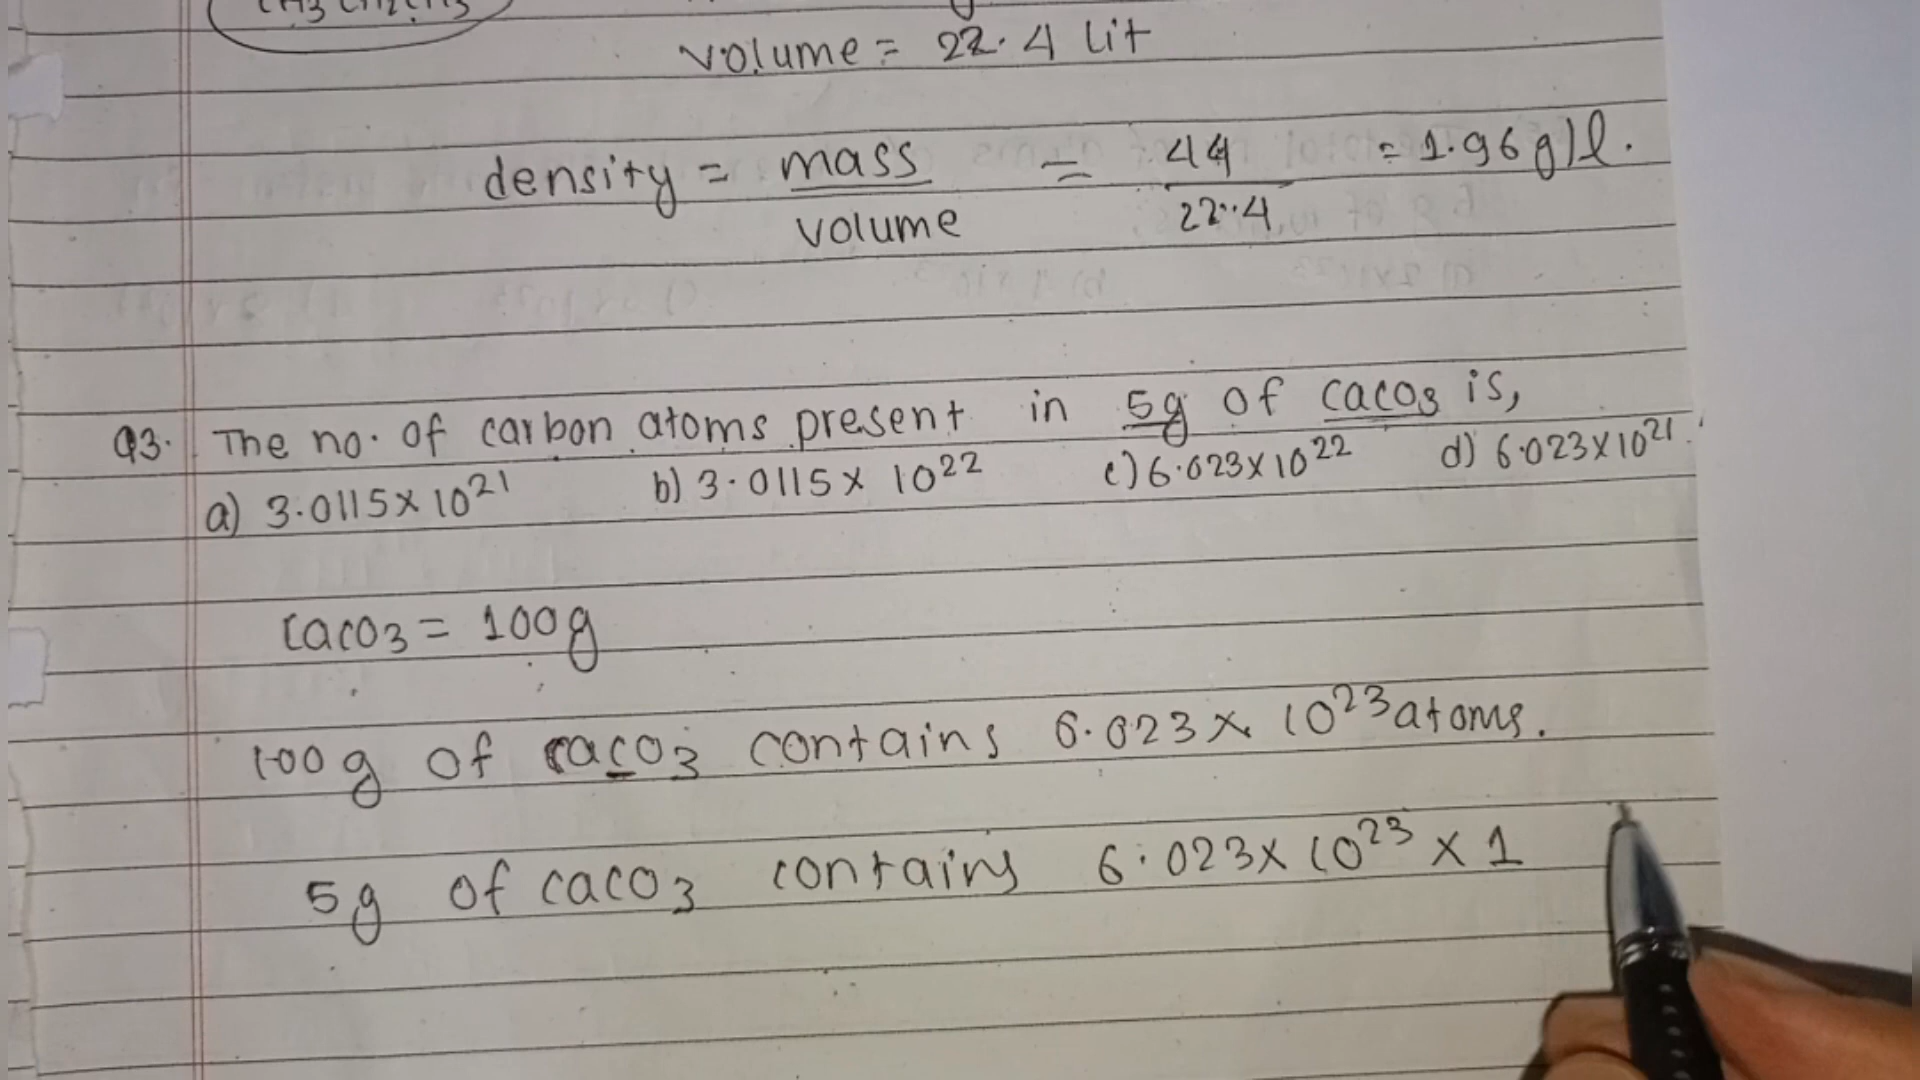 CH3CH2CH3
volume = 22.4 lit
density = mass / volume = 44 / 22.4 = 1.96 g/l.
Q3. The no. of carbon atoms present in 5g of caco3 is,
a) 3.0115 x 10^21 b) 3.0115 x 10^22 c) 6.023 x 10^22 d) 6.023 x 10^21.
caco3 = 100g
100g of caco3 contains 6.023 x 10^23 atoms.
5g of caco3 contains 6.023 x 10^23 x 1